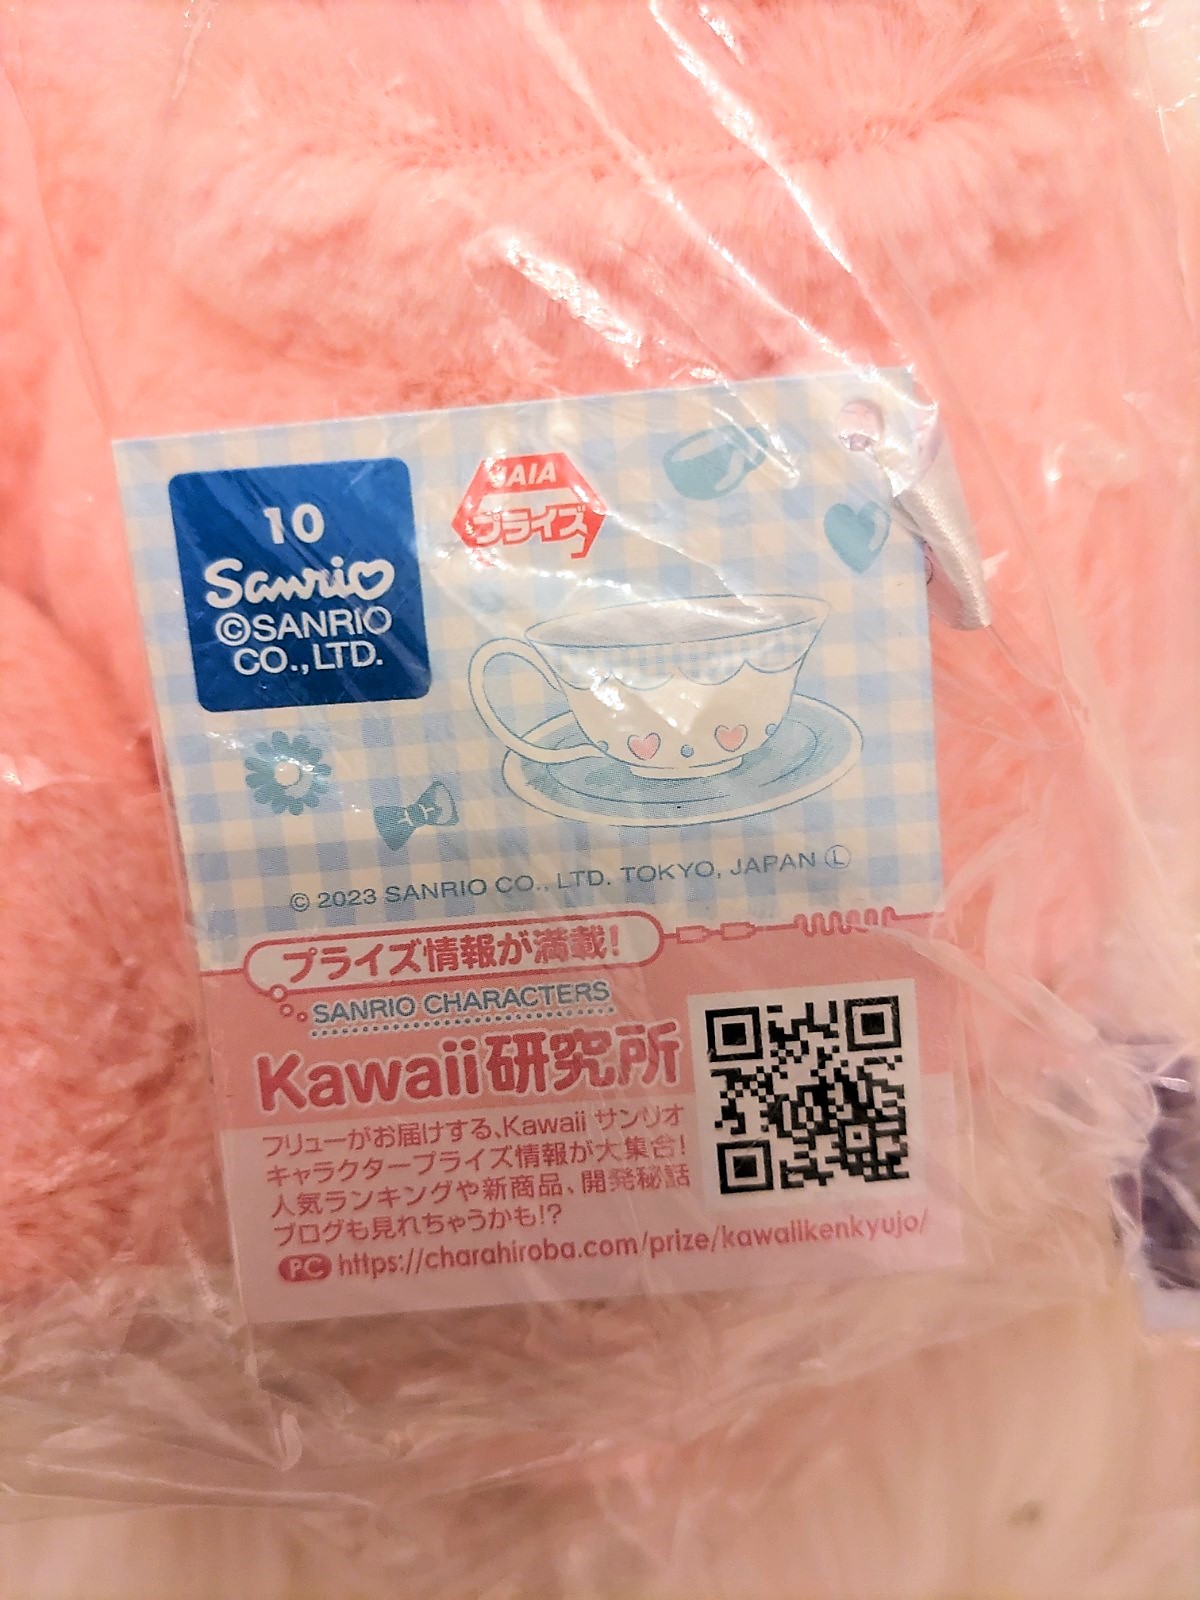 10
Sanrio
©SANRIO
CO.,LTD.
JAIA
プライズ
© 2023 SANRIO CO., LTD. TOKYO, JAPAN Ⓛ
プライズ情報が満載!
SANRIO CHARACTERS
Kawaii研究所
フリューがお届けする、Kawaii サンリオ
キャラクタープライズ情報が大集合!
人気ランキングや新商品、開発秘話
ブログも見れちゃうかも!?
PC https://charahiroba.com/prize/kawaiikenkyujo/